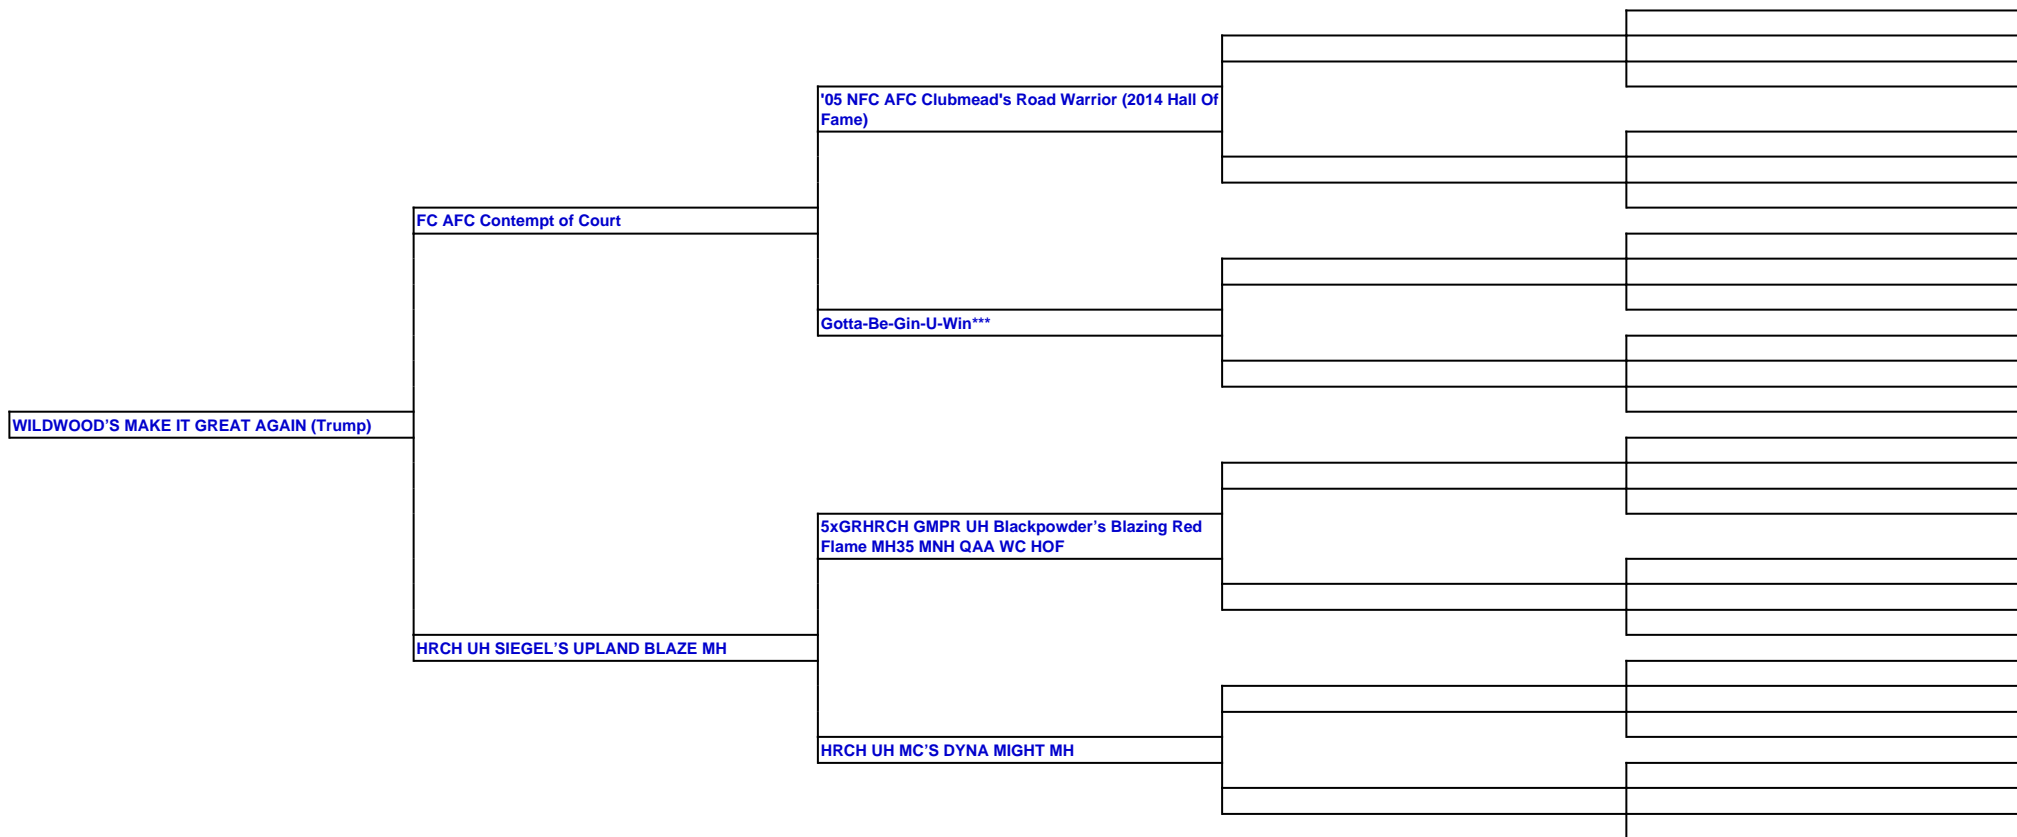 '05 NFC AFC Clubmead's Road Warrior (2014 Hall Of
Fame)
FC AFC Contempt of Court
Gotta-Be-Gin-U-Win***
WILDWOOD’S MAKE IT GREAT AGAIN (Trump)
5xGRHRCH GMPR UH Blackpowder’s Blazing Red
Flame MH35 MNH QAA WC HOF
HRCH UH SIEGEL’S UPLAND BLAZE MH
HRCH UH MC’S DYNA MIGHT MH